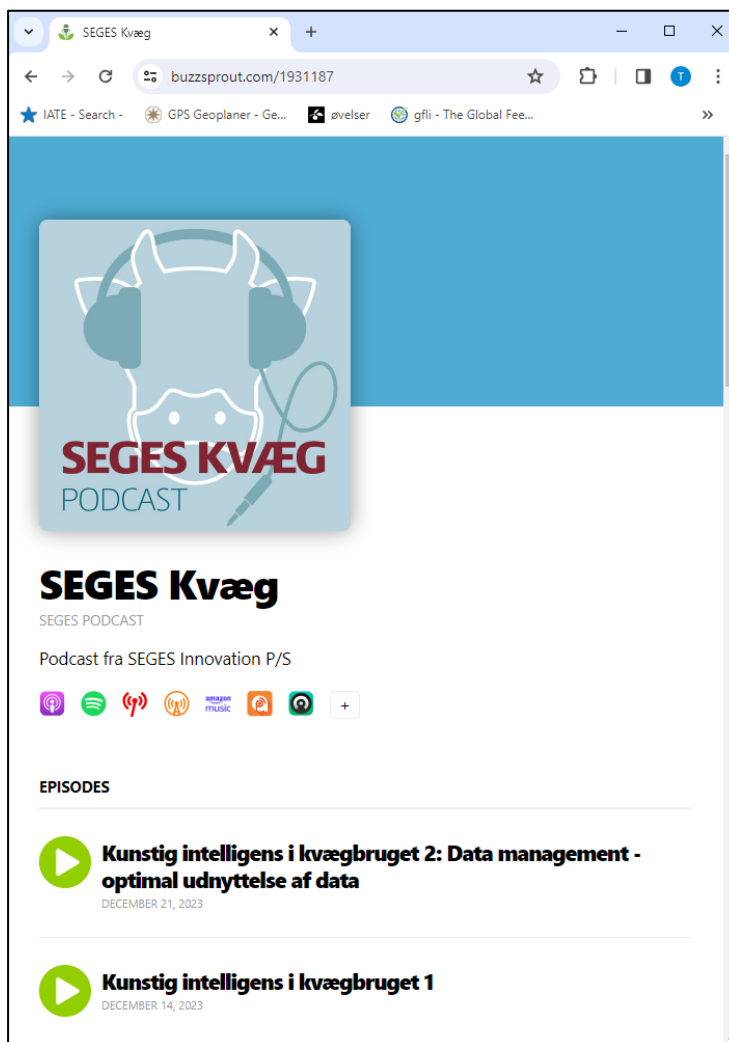 SEGES Kvæg
buzzsprout.com/1931187
T
IATE - Search -
GPS Geoplaner - Ge...
øvelser
gfli - The Global Fee...
»
SEGES KVÆG
PODCAST
SEGES Kvæg
SEGES PODCAST
Podcast fra SEGES Innovation P/S
amazon
music
+
EPISODES
Kunstig intelligens i kvægbruget 2: Data management -
optimal udnyttelse af data
DECEMBER 21, 2023
Kunstig intelligens i kvægbruget 1
DECEMBER 14, 2023